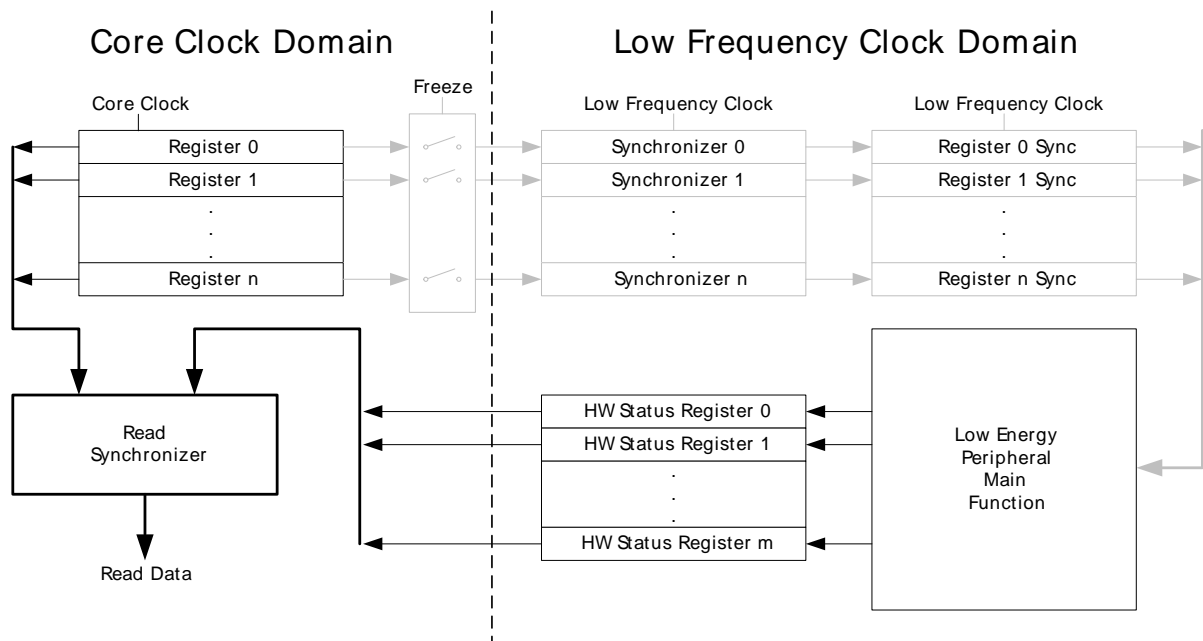 Core Clock Domain
Low Frequency Clock Domain
Freeze
Core Clock
Low Frequency Clock
Low Frequency Clock
Register 0
Synchronizer 0
Register 0 Sync
Register 1
Synchronizer 1
Register 1 Sync
.
.
.
.
.
.
.
.
.
Register n
Synchronizer n
Register n Sync
Read
Synchronizer
Read Data
HW Status Register 0
HW Status Register 1
.
.
.
HW Status Register m
Low Energy
Peripheral
Main
Function